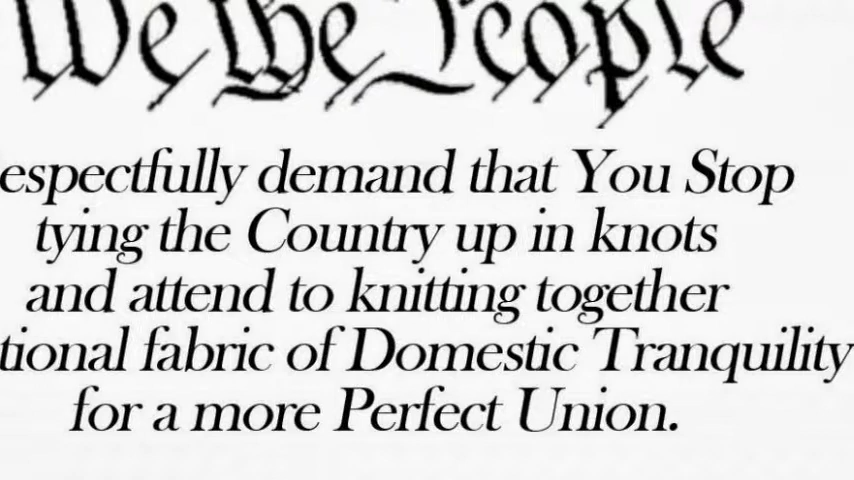 We the People
espectfully demand that You Stop
tying the Country up in knots
and attend to knitting together
tional fabric of Domestic Tranquility
for a more Perfect Union.